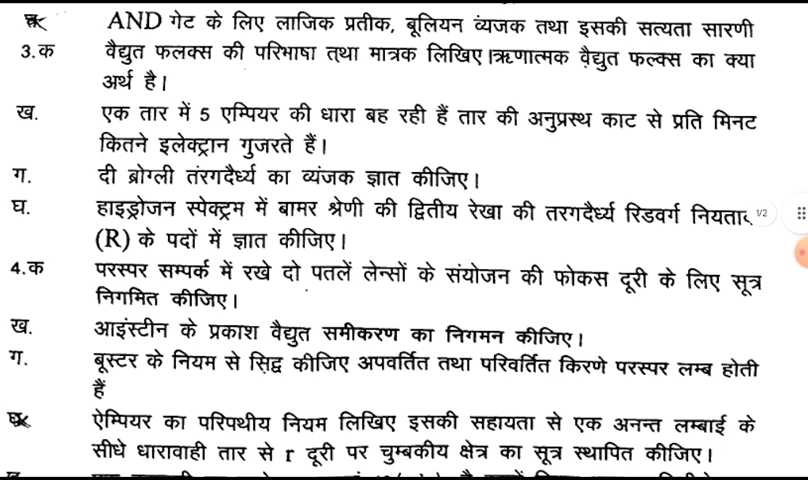 AND गेट के लिए लाजिक प्रतीक, बूलियन व्यंजक तथा इसकी सत्यता सारणी
3.क वैद्युत फलक्स की परिभाषा तथा मात्रक लिखिए।ऋणात्मक वै़द्युत फल्क्स का क्या
अर्थ है।
ख. एक तार में 5 एम्पियर की धारा बह रही हैं तार की अनुप्रस्थ काट से प्रति मिनट
कितने इलेक्ट्रान गुजरते हैं।
ग. दी ब्रोग्ली तंरगदैर्ध्य का व्यंजक ज्ञात कीजिए।
घ. हाइड्रोजन स्पेक्ट्रम में बामर श्रेणी की द्वितीय रेखा की तरगदैर्ध्य रिडवर्ग
1/2
(R) के पदों में ज्ञात कीजिए।
4.क परस्पर सम्पर्क में रखे दो पतलें लेन्सों के संयोजन की फोकस दूरी के लिए सूत्र
निगमित कीजिए।
ख. आइंस्टीन के प्रकाश वैद्युत समीकरण का निगमन कीजिए।
ग. बूस्टर के नियम से सि़द्व कीजिए अपवर्तित तथा परिवर्तित किरणे परस्पर लम्ब होती
हैं
ऐम्पियर का परिपथीय नियम लिखिए इसकी सहायता से एक अनन्त लम्बाई के
सीधे धारावाही तार से r दूरी पर चुम्बकीय क्षेत्र का सूत्र स्थापित कीजिए।